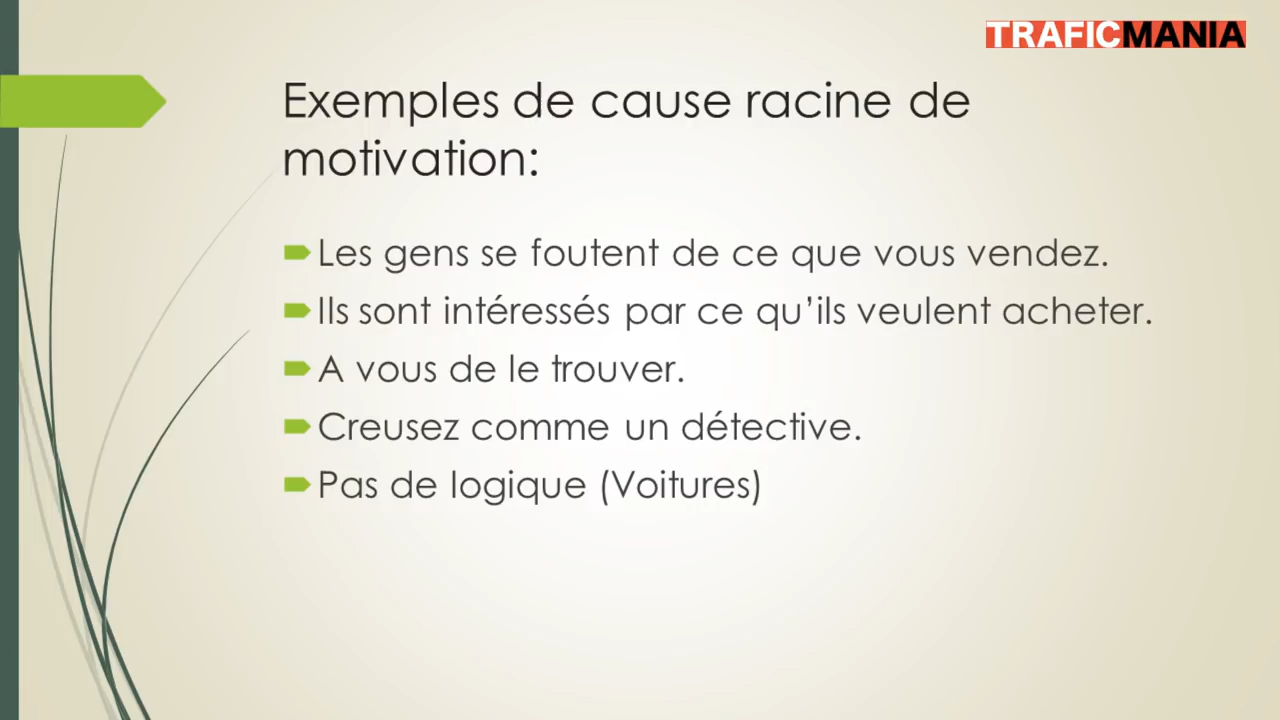 TRAFICMANIA
Exemples de cause racine de
motivation:
Les gens se foutent de ce que vous vendez.
Ils sont intéressés par ce qu’ils veulent acheter.
A vous de le trouver.
Creusez comme un détective.
Pas de logique (Voitures)